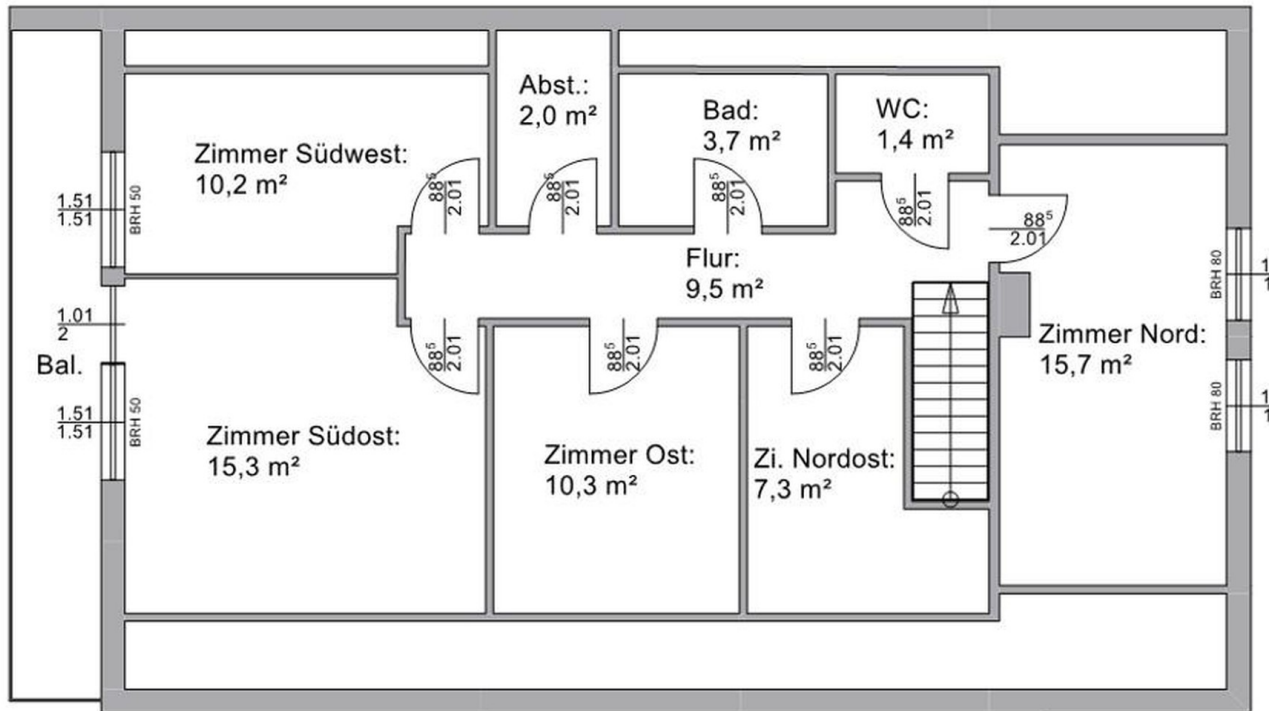 Abst.:
2,0 m²
Bad:
3,7 m²
WC:
1,4 m²
Zimmer Südwest:
10,2 m²
88⁵
2.01
88⁵
2.01
88⁵
2.01
88⁵
2.01
88⁵
2.01
1.51
1.51
BRH 50
Flur:
9,5 m²
BRH 80
1
1
1.01
2
Bal.
88⁵
2.01
88⁵
2.01
88⁵
2.01
Zimmer Nord:
15,7 m²
1.51
1.51
BRH 50
BRH 80
1
1
Zimmer Südost:
15,3 m²
Zimmer Ost:
10,3 m²
Zi. Nordost:
7,3 m²